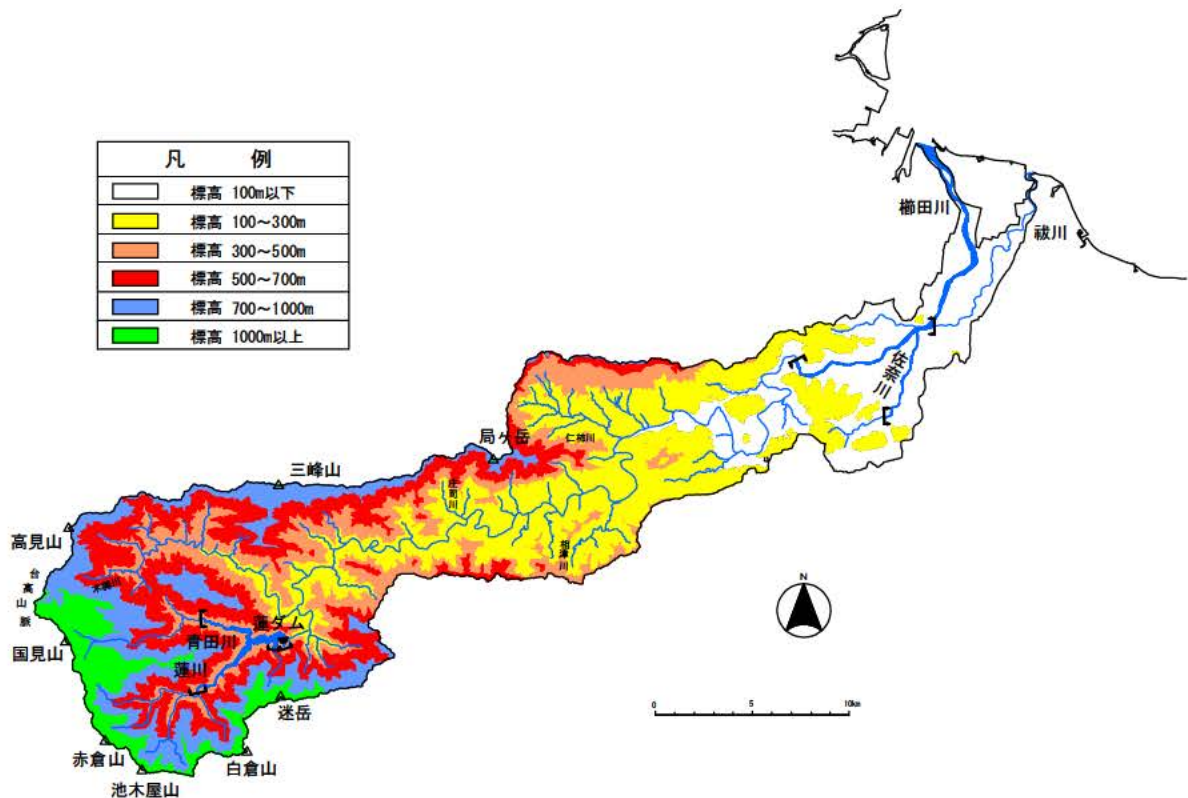 凡 例
標高 100m以下
標高 100～300m
標高 300～500m
標高 500～700m
標高 700～1000m
標高 1000m以上
櫛田川
祓川
佐奈川
仁柿川
局ヶ岳
三峰山
相津川
高見山
台高山脈
蓮ダム
青田川
国見山
蓮川
迷岳
赤倉山
白倉山
池木屋山
N
0 5 10km